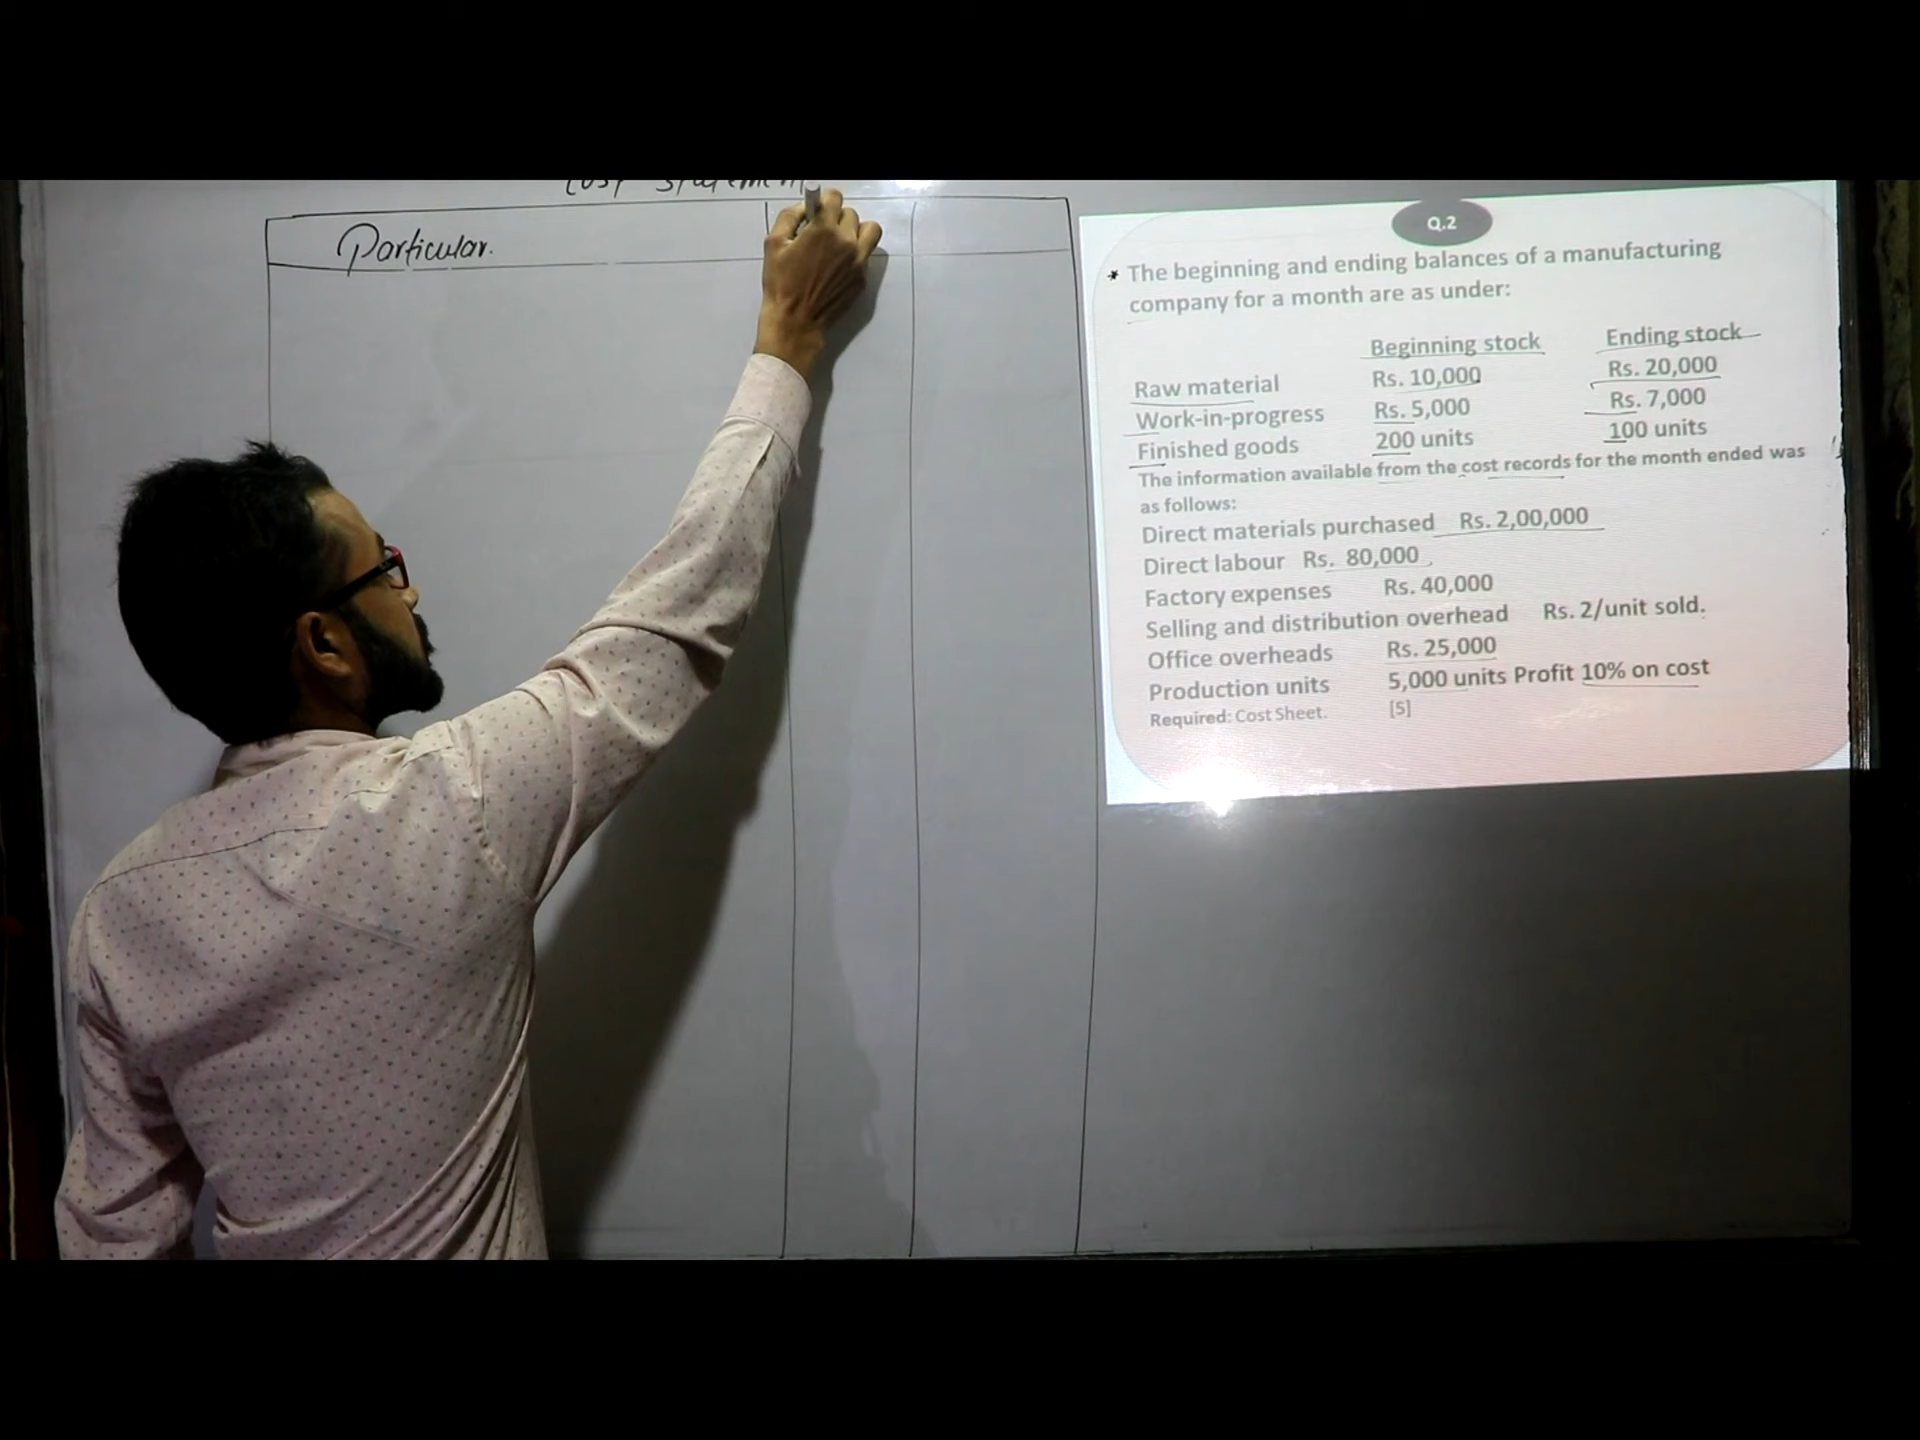 Cost Statement
Particular.
Q.2
* The beginning and ending balances of a manufacturing
company for a month are as under:
Beginning stock Ending stock
Raw material Rs. 10,000 Rs. 20,000
Work-in-progress Rs. 5,000 Rs. 7,000
Finished goods 200 units 100 units
The information available from the cost records for the month ended was
as follows:
Direct materials purchased Rs. 2,00,000
Direct labour Rs. 80,000
Factory expenses Rs. 40,000
Selling and distribution overhead Rs. 2/unit sold.
Office overheads Rs. 25,000
Production units 5,000 units Profit 10% on cost
Required: Cost Sheet. [5]